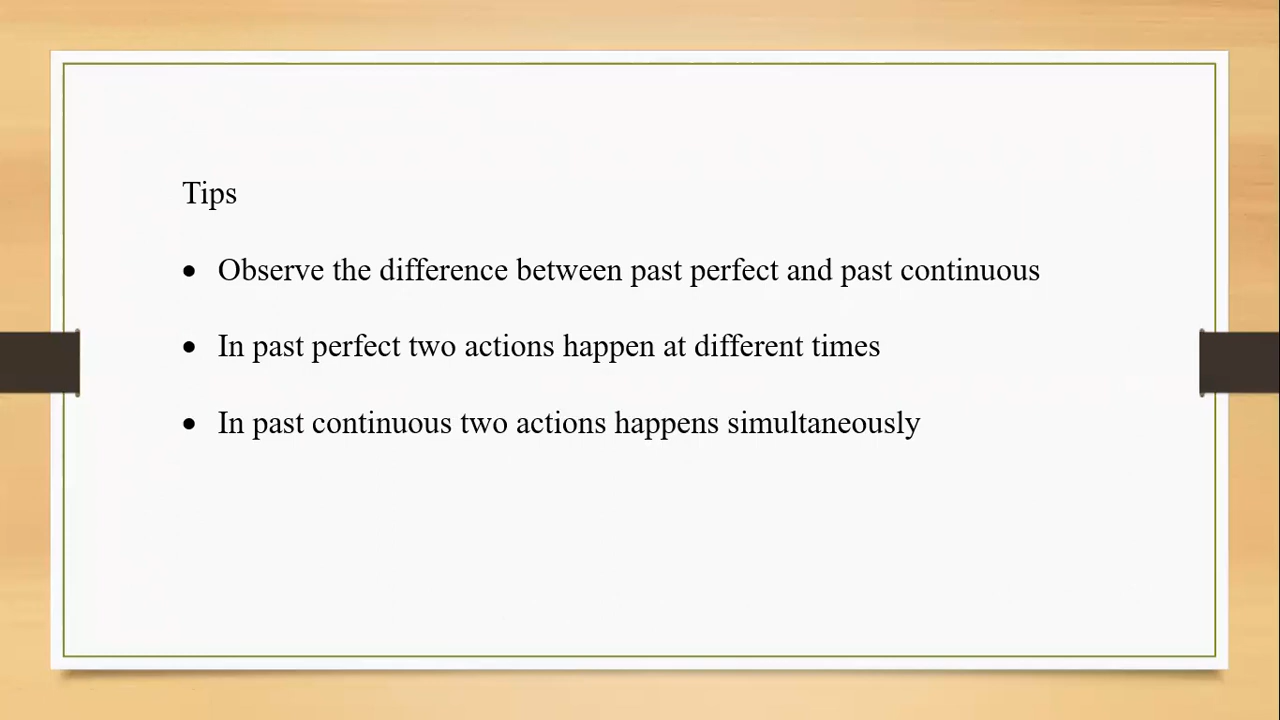 Tips
• Observe the difference between past perfect and past continuous
• In past perfect two actions happen at different times
• In past continuous two actions happens simultaneously